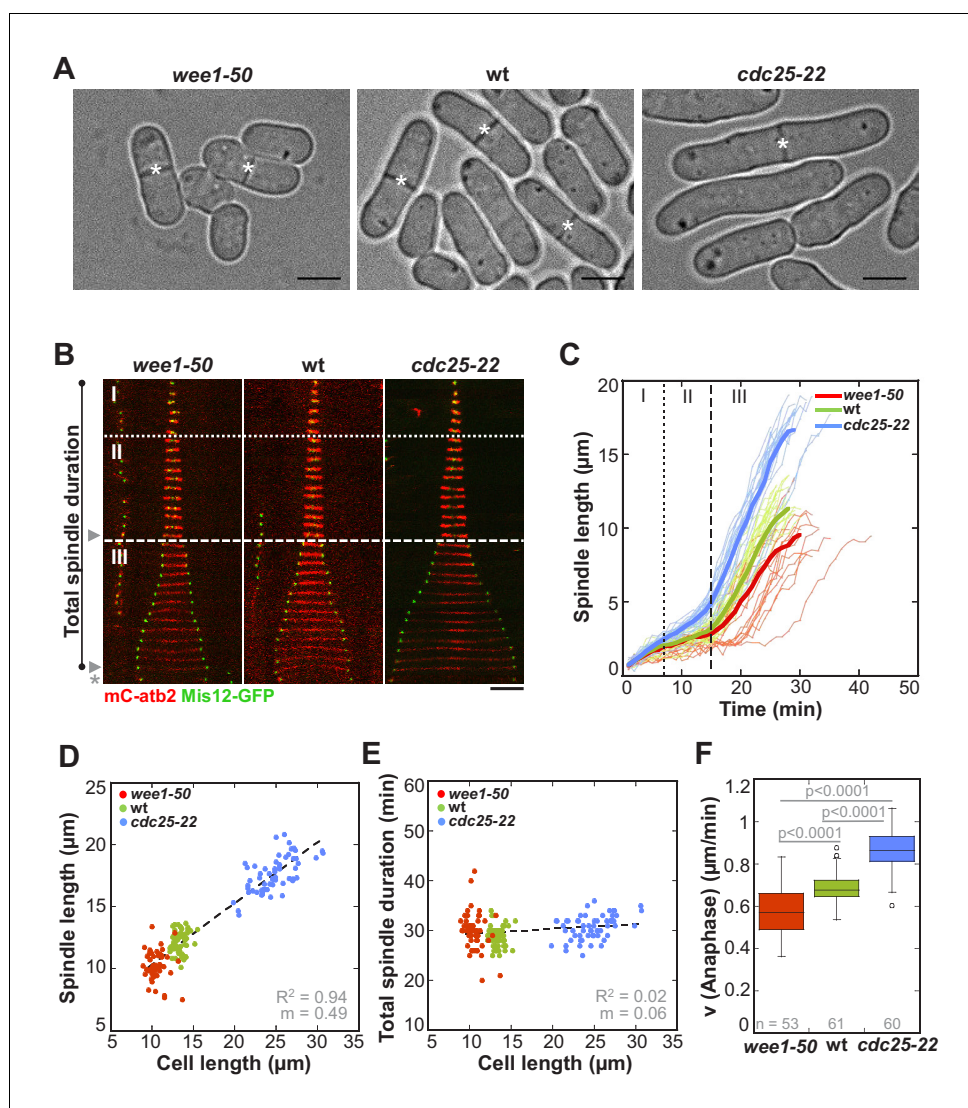 A
wee1-50 wt cdc25-22
* * * * *
B
wee1-50 wt cdc25-22
I
II
III
Total spindle duration
*
mC-atb2 Mis12-GFP
C
20
15
10
5
0
Spindle length (µm)
I II III
wee1-50
wt
cdc25-22
0 10 20 30 40 50
Time (min)
D
25
20
15
10
5
Spindle length (µm)
wee1-50
wt
cdc25-22
R² = 0.94
m = 0.49
5 10 15 20 25 30 35
Cell length (µm)
E
60
50
40
30
20
10
0
Total spindle duration (min)
wee1-50
wt
cdc25-22
R² = 0.02
m = 0.06
5 10 15 20 25 30 35
Cell length (µm)
F
1.2
1
0.8
0.6
0.4
0.2
0
v (Anaphase) (µm/min)
p<0.0001
p<0.0001
p<0.0001
n = 53 61 60
wee1-50 wt cdc25-22